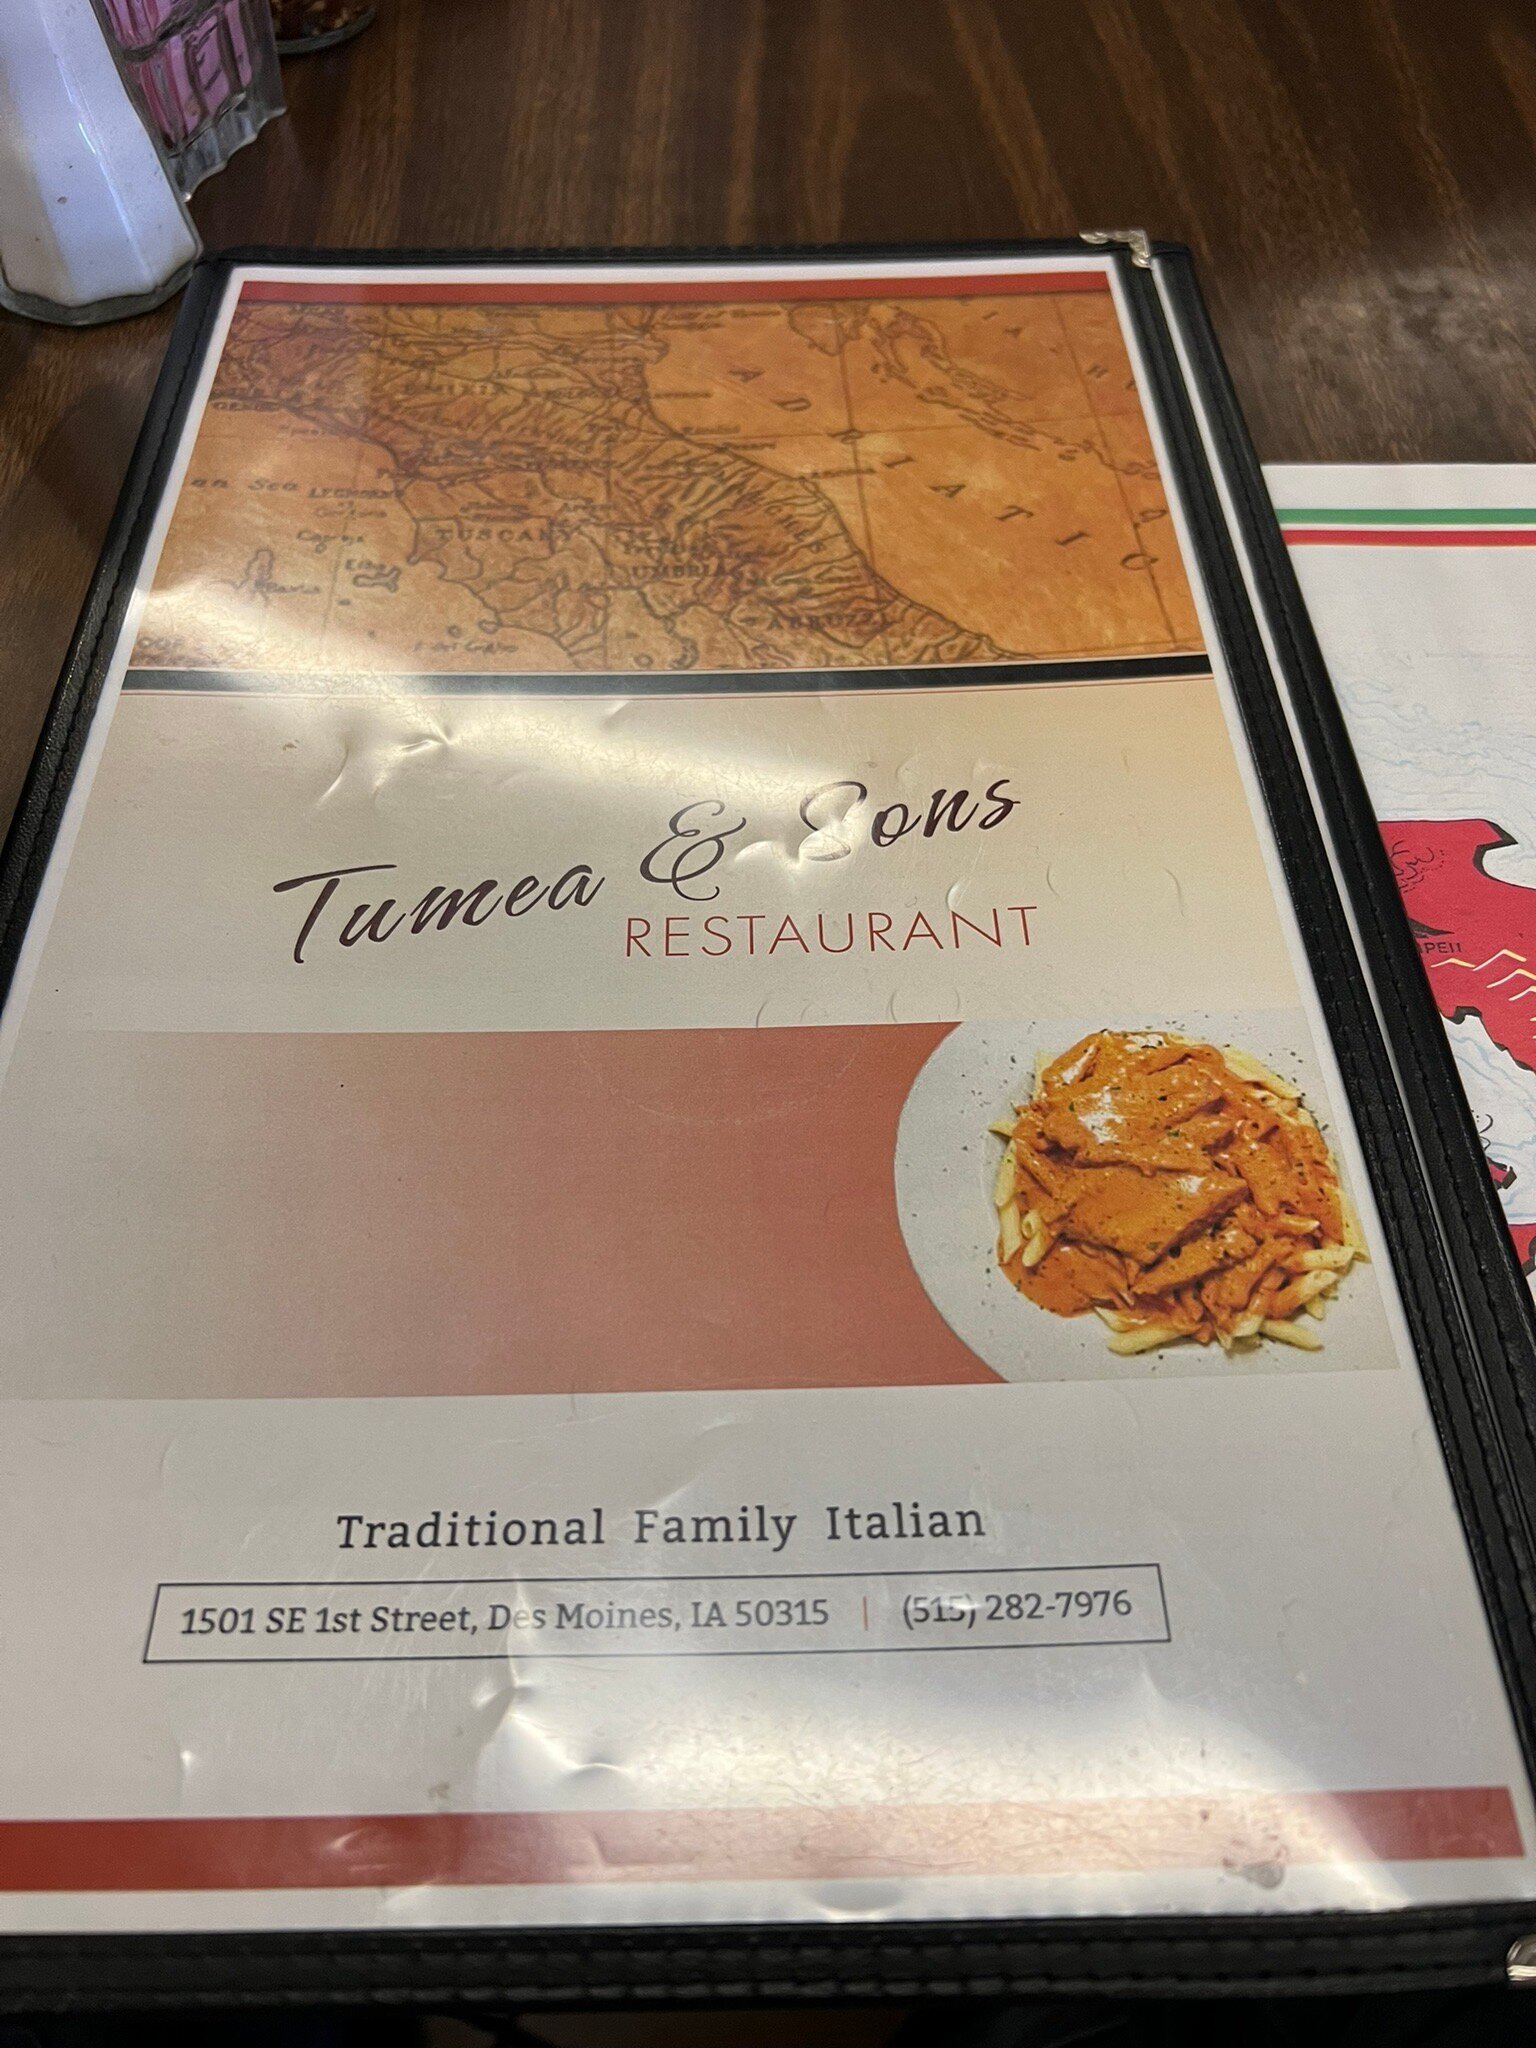 A D R I A T I C
TUSCANY
UMBRIA
ABRUZZI
Tumea & Sons
RESTAURANT
Traditional Family Italian
1501 SE 1st Street, Des Moines, IA 50315 | (515) 282-7976